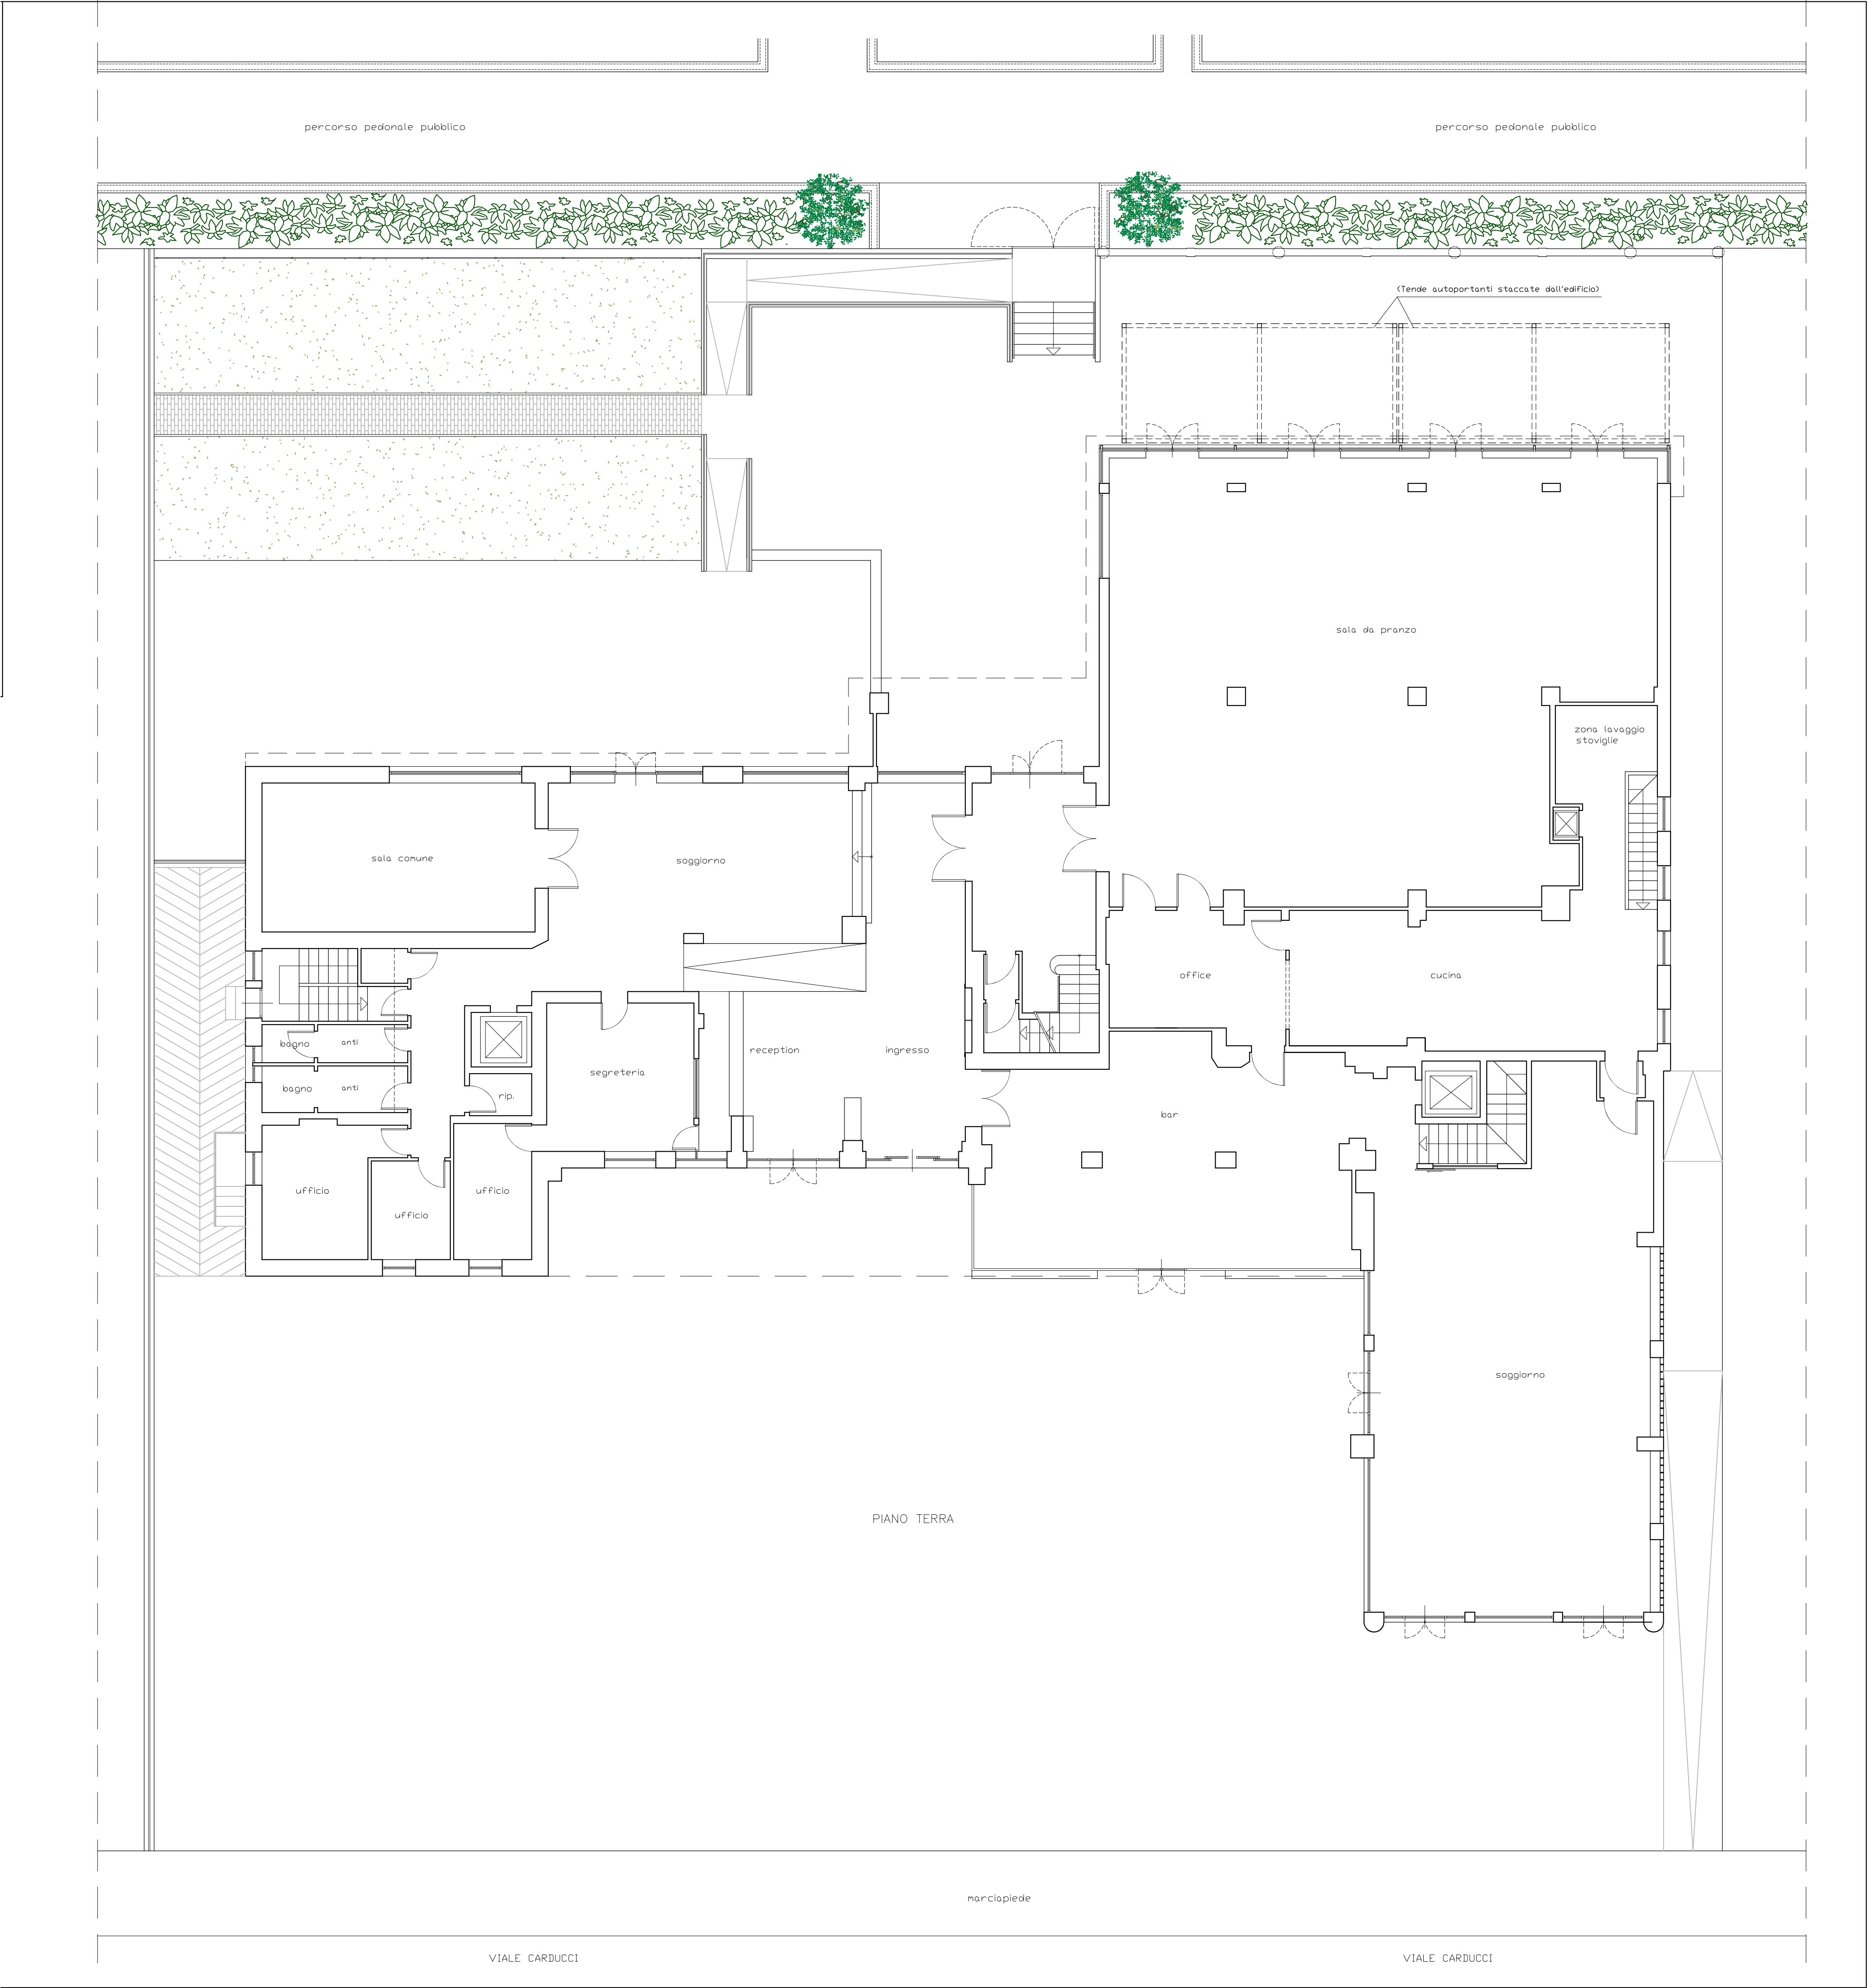 percorso pedonale pubblico
percorso pedonale pubblico
(Tende autoportanti staccate dall'edificio)
sala da pranzo
zona lavaggio
stoviglie
sala comune
soggiorno
office
cucina
bagno
anti
reception
ingresso
segreteria
bagno
anti
rip.
bar
ufficio
ufficio
ufficio
soggiorno
PIANO TERRA
marciapiede
VIALE CARDUCCI
VIALE CARDUCCI